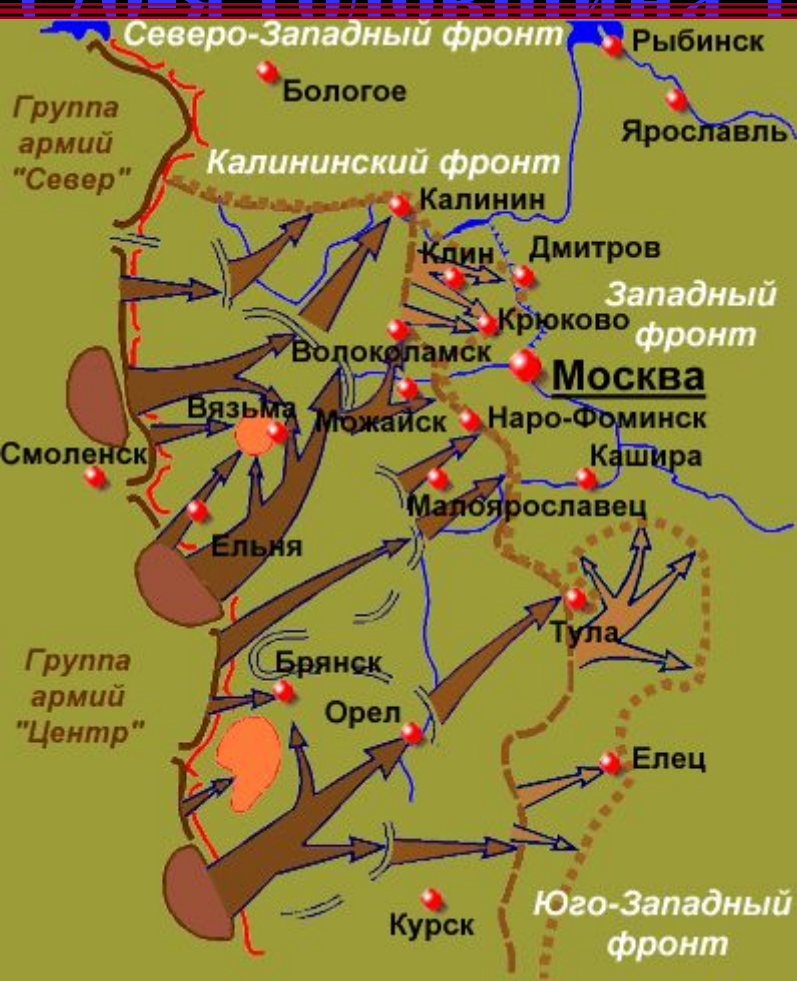 Северо-Западный фронт
Рыбинск
Бологое
Ярославль
Группа
армий
"Север"
Калининский фронт
Калинин
Клин
Дмитров
Западный
фронт
Крюково
Волоколамск
Москва
Вязьма
Можайск
Наро-Фоминск
Смоленск
Кашира
Малоярославец
Ельня
Тула
Группа
армий
"Центр"
Брянск
Орел
Елец
Юго-Западный
фронт
Курск